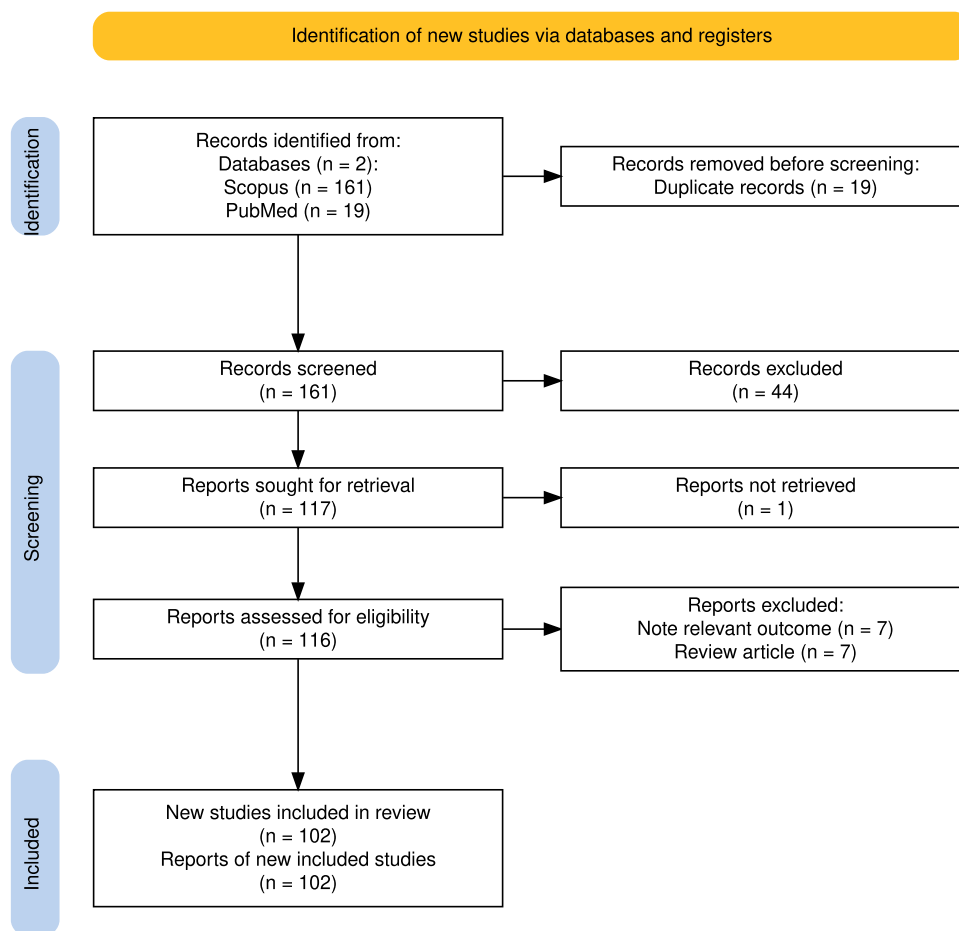 Identification of new studies via databases and registers
Identification
Records identified from:
Databases (n = 2):
Scopus (n = 161)
PubMed (n = 19)
Records removed before screening:
Duplicate records (n = 19)
Screening
Records screened
(n = 161)
Records excluded
(n = 44)
Reports sought for retrieval
(n = 117)
Reports not retrieved
(n = 1)
Reports assessed for eligibility
(n = 116)
Reports excluded:
Note relevant outcome (n = 7)
Review article (n = 7)
Included
New studies included in review
(n = 102)
Reports of new included studies
(n = 102)